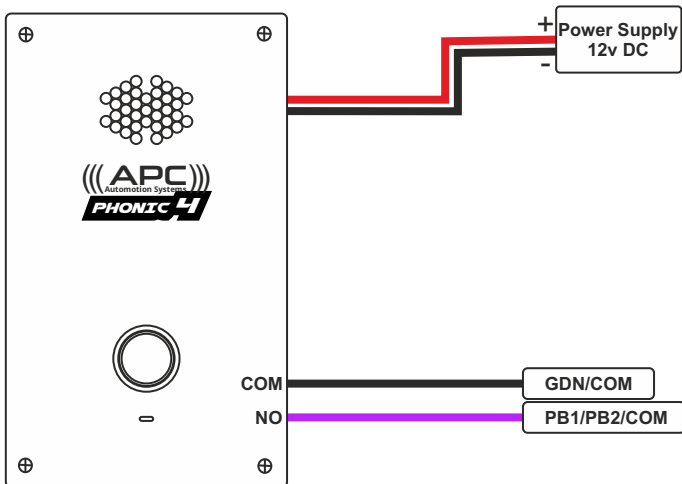 +
Power Supply
12v DC
-
(((APC)))
Automotion Systems
PHONIC 4
COM
GDN/COM
NO
PB1/PB2/COM